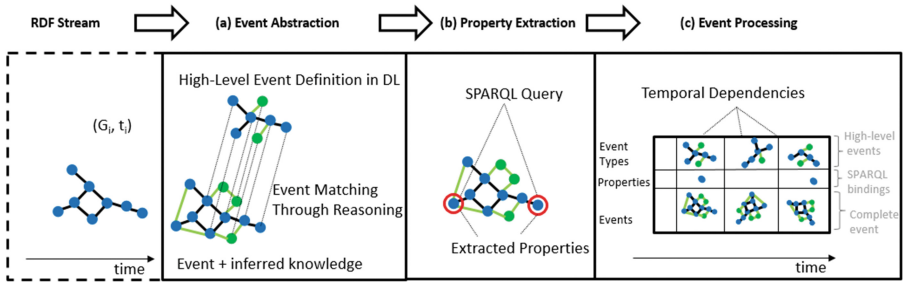 RDF Stream
(a) Event Abstraction
(b) Property Extraction
(c) Event Processing
(Gi, ti)
time
High-Level Event Definition in DL
Event Matching
Through Reasoning
Event + inferred knowledge
SPARQL Query
Extracted Properties
Temporal Dependencies
Event
Types
Properties
Events
High-level
events
SPARQL
bindings
Complete
event
time